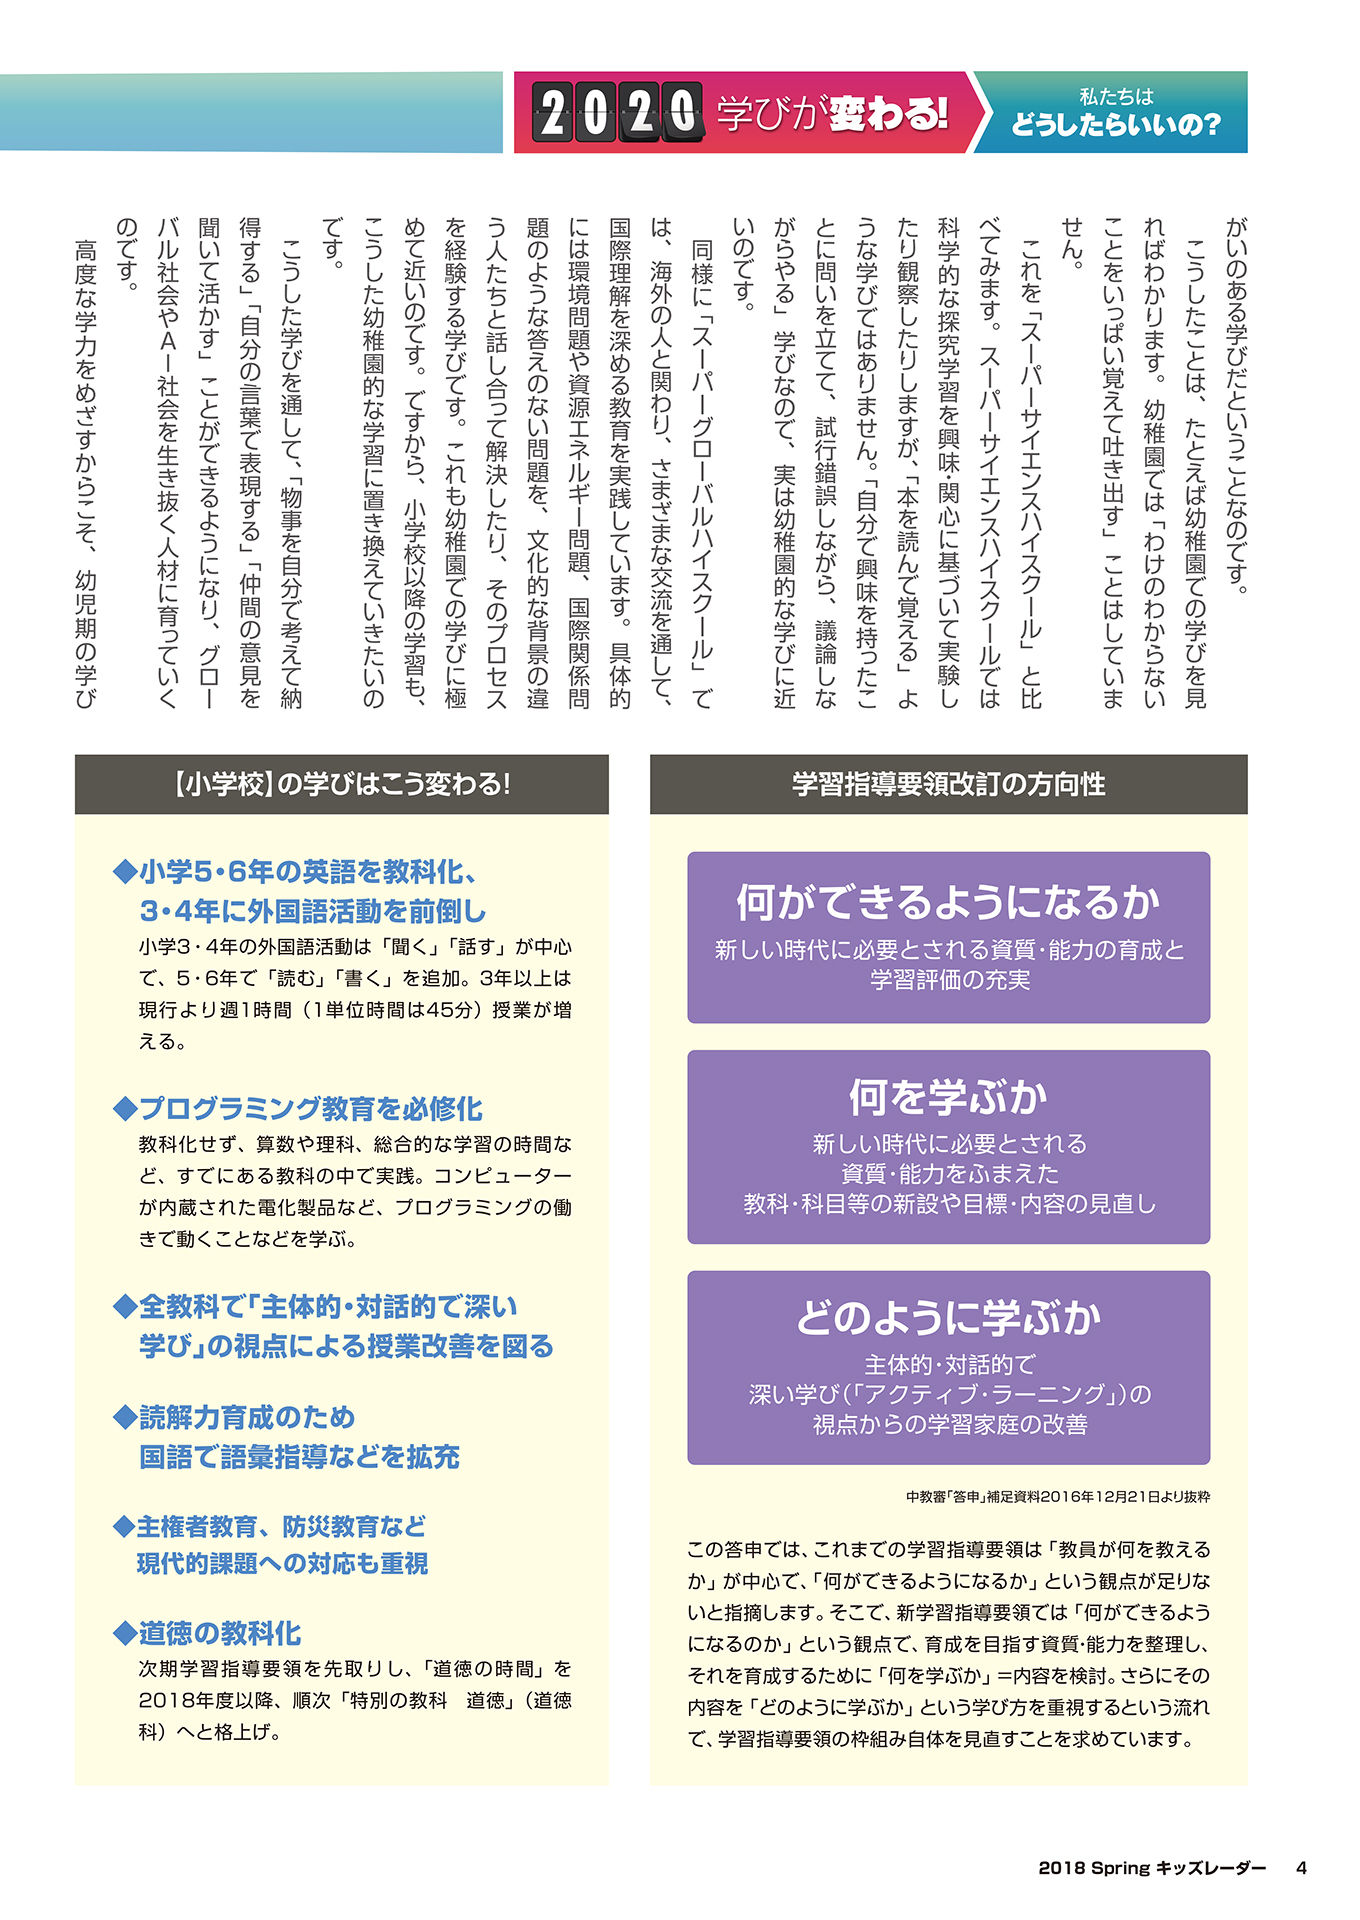 2020 学びが変わる!
私たちは
どうしたらいいの?
がいのある学びだということなのです。
こうしたことは、たとえば幼稚園での学びを見
ればわかります。幼稚園では「わけのわからない
ことをいっぱい覚えて吐き出す」ことはしていま
せん。
これを「スーパーサイエンスハイスクール」と比
べてみます。スーパーサイエンスハイスクールでは
科学的な探究学習を興味・関心に基づいて実験し
たり観察したりしますが、「本を読んで覚える」よ
うな学びではありません。「自分で興味を持ったこ
とに問いを立てて、試行錯誤しながら、議論しな
がらやる」学びなので、実は幼稚園的な学びに近
いのです。
同様に「スーパーグローバルハイスクール」で
は、海外の人と関わり、さまざまな交流を通して、
国際理解を深める教育を実践しています。具体的
には環境問題や資源エネルギー問題、国際関係問
題のような答えのない問題を、文化的な背景の違
う人たちと話し合って解決したり、そのプロセス
を経験する学びです。これも幼稚園での学びに極
めて近いのです。ですから、小学校以降の学習も、
こうした幼稚園的な学習に置き換えていきたいの
です。
こうした学びを通して、「物事を自分で考えて納
得する」「自分の言葉で表現する」「仲間の意見を
聞いて活かす」ことができるようになり、グロー
バル社会やAI社会を生き抜く人材に育っていく
のです。
高度な学力をめざすからこそ、幼児期の学び
【小学校】の学びはこう変わる!
◆小学5・6年の英語を教科化、
3・4年に外国語活動を前倒し
小学3・4年の外国語活動は「聞く」「話す」が中心
で、5・6年で「読む」「書く」を追加。3年以上は
現行より週1時間(1単位時間は45分)授業が増
える。
◆プログラミング教育を必修化
教科化せず、算数や理科、総合的な学習の時間な
ど、すでにある教科の中で実践。コンピューター
が内蔵された電化製品など、プログラミングの働
きで動くことなどを学ぶ。
◆全教科で「主体的・対話的で深い
学び」の視点による授業改善を図る
◆読解力育成のため
国語で語彙指導などを拡充
◆主権者教育、防災教育など
現代的課題への対応も重視
◆道徳の教科化
次期学習指導要領を先取りし、「道徳の時間」を
2018年度以降、順次「特別の教科　道徳」(道徳
科)へと格上げ。
学習指導要領改訂の方向性
何ができるようになるか
新しい時代に必要とされる資質・能力の育成と
学習評価の充実
何を学ぶか
新しい時代に必要とされる
資質・能力をふまえた
教科・科目等の新設や目標・内容の見直し
どのように学ぶか
主体的・対話的で
深い学び(「アクティブ・ラーニング」)の
視点からの学習家庭の改善
中教審「答申」補足資料2016年12月21日より抜粋
この答申では、これまでの学習指導要領は「教員が何を教える
か」が中心で、「何ができるようになるか」という観点が足りな
いと指摘します。そこで、新学習指導要領では「何ができるよう
になるのか」という観点で、育成を目指す資質・能力を整理し、
それを育成するために「何を学ぶか」=内容を検討。さらにその
内容を「どのように学ぶか」という学び方を重視するという流れ
で、学習指導要領の枠組み自体を見直すことを求めています。
2018 Spring キッズレーダー 4